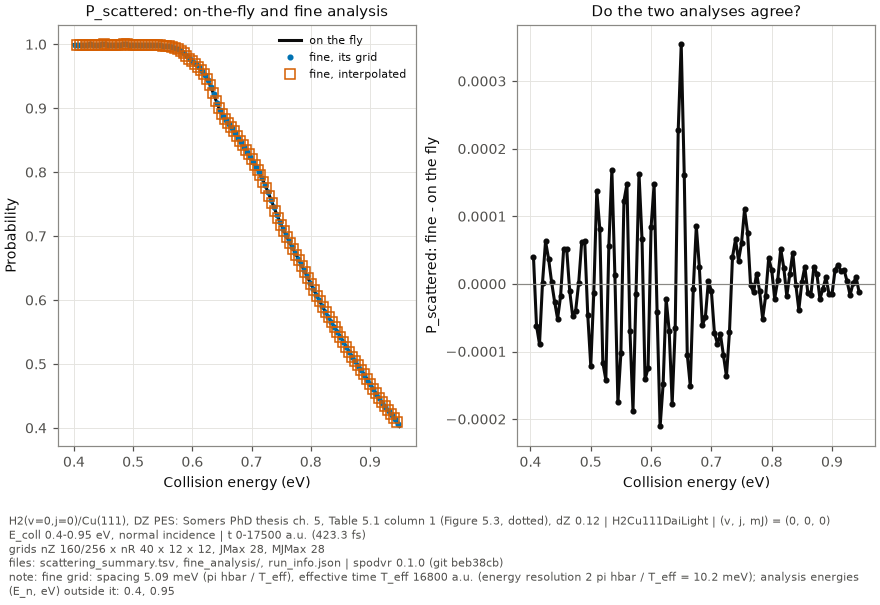 P_scattered: on-the-fly and fine analysis
Do the two analyses agree?
on the fly
fine, its grid
fine, interpolated
1.0
0.9
0.8
0.7
0.6
0.5
0.4
Probability
0.4
0.5
0.6
0.7
0.8
0.9
Collision energy (eV)
0.0003
0.0002
0.0001
0.0000
−0.0001
−0.0002
P_scattered: fine - on the fly
0.4
0.5
0.6
0.7
0.8
0.9
Collision energy (eV)
H2(v=0,j=0)/Cu(111), DZ PES: Somers PhD thesis ch. 5, Table 5.1 column 1 (Figure 5.3, dotted), dZ 0.12 | H2Cu111DaiLight | (v, j, mJ) = (0, 0, 0)
E_coll 0.4-0.95 eV, normal incidence | t 0-17500 a.u. (423.3 fs)
grids nZ 160/256 x nR 40 x 12 x 12, JMax 28, MJMax 28
files: scattering_summary.tsv, fine_analysis/, run_info.json | spodvr 0.1.0 (git beb38cb)
note: fine grid: spacing 5.09 meV (pi hbar / T_eff), effective time T_eff 16800 a.u. (energy resolution 2 pi hbar / T_eff = 10.2 meV); analysis energies
(E_n, eV) outside it: 0.4, 0.95